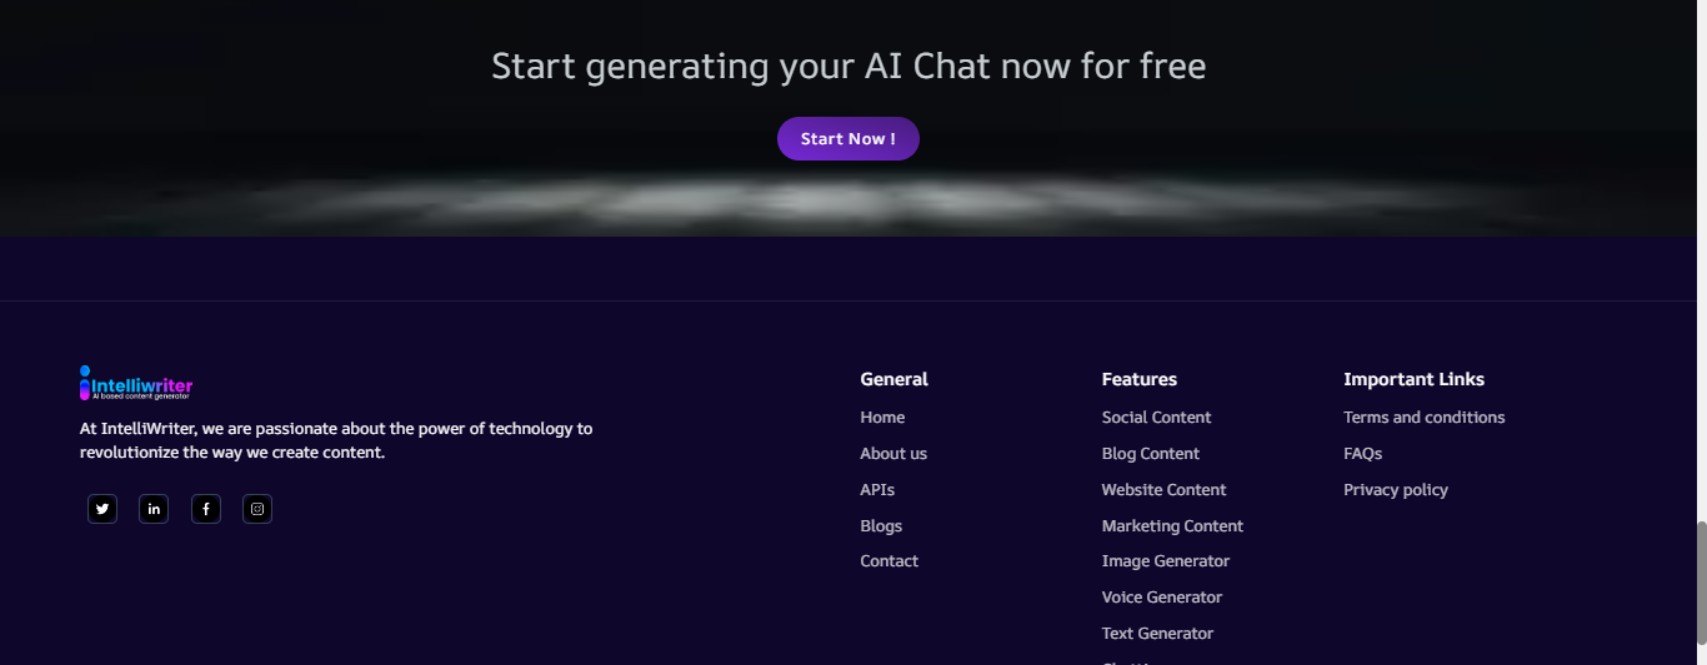 Start generating your AI Chat now for free
Start Now !
Intelliwriter
AI based content generator
At IntelliWriter, we are passionate about the power of technology to
revolutionize the way we create content.
General
Home
About us
APIs
Blogs
Contact
Features
Social Content
Blog Content
Website Content
Marketing Content
Image Generator
Voice Generator
Text Generator
Important Links
Terms and conditions
FAQs
Privacy policy